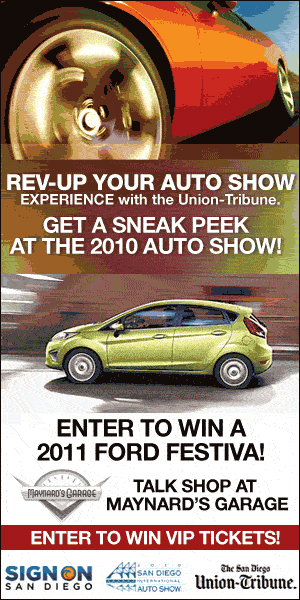 REV-UP YOUR AUTO SHOW
EXPERIENCE with the Union-Tribune.
GET A SNEAK PEEK
AT THE 2010 AUTO SHOW!
ENTER TO WIN A
2011 FORD FESTIVA!
MAYNARD'S GARAGE
TALK SHOP AT
MAYNARD'S GARAGE
ENTER TO WIN VIP TICKETS!
SIGN ON
SAN DIEGO
2010
SAN DIEGO
INTERNATIONAL
AUTO SHOW
The San Diego
Union-Tribune.